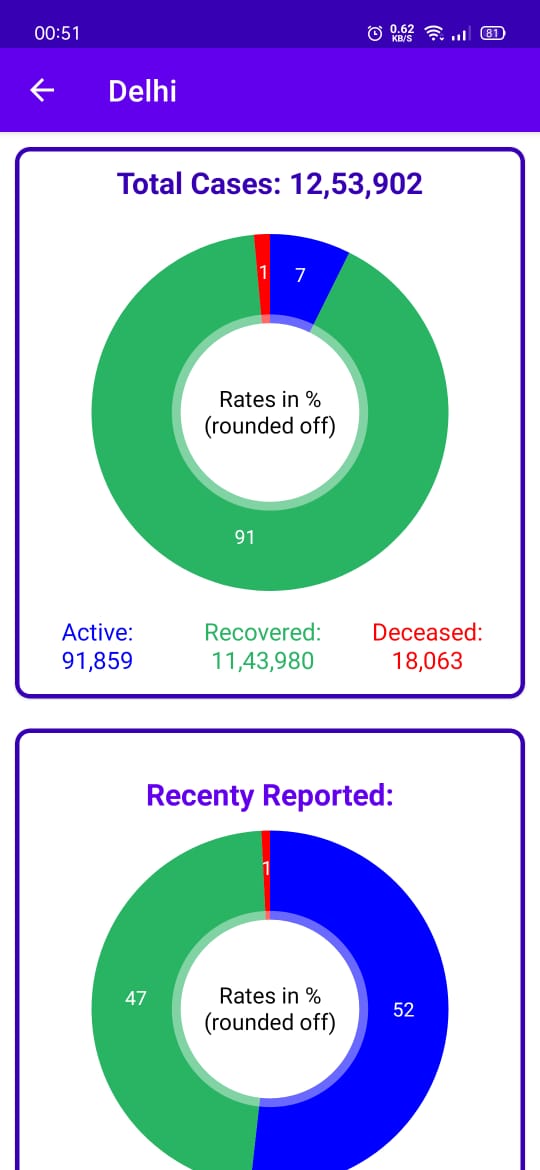 00:51
0.62
KB/S
81
Delhi
Total Cases: 12,53,902
1
7
Rates in %
(rounded off)
91
Active:
91,859
Recovered:
11,43,980
Deceased:
18,063
Recenty Reported:
1
47
Rates in %
(rounded off)
52